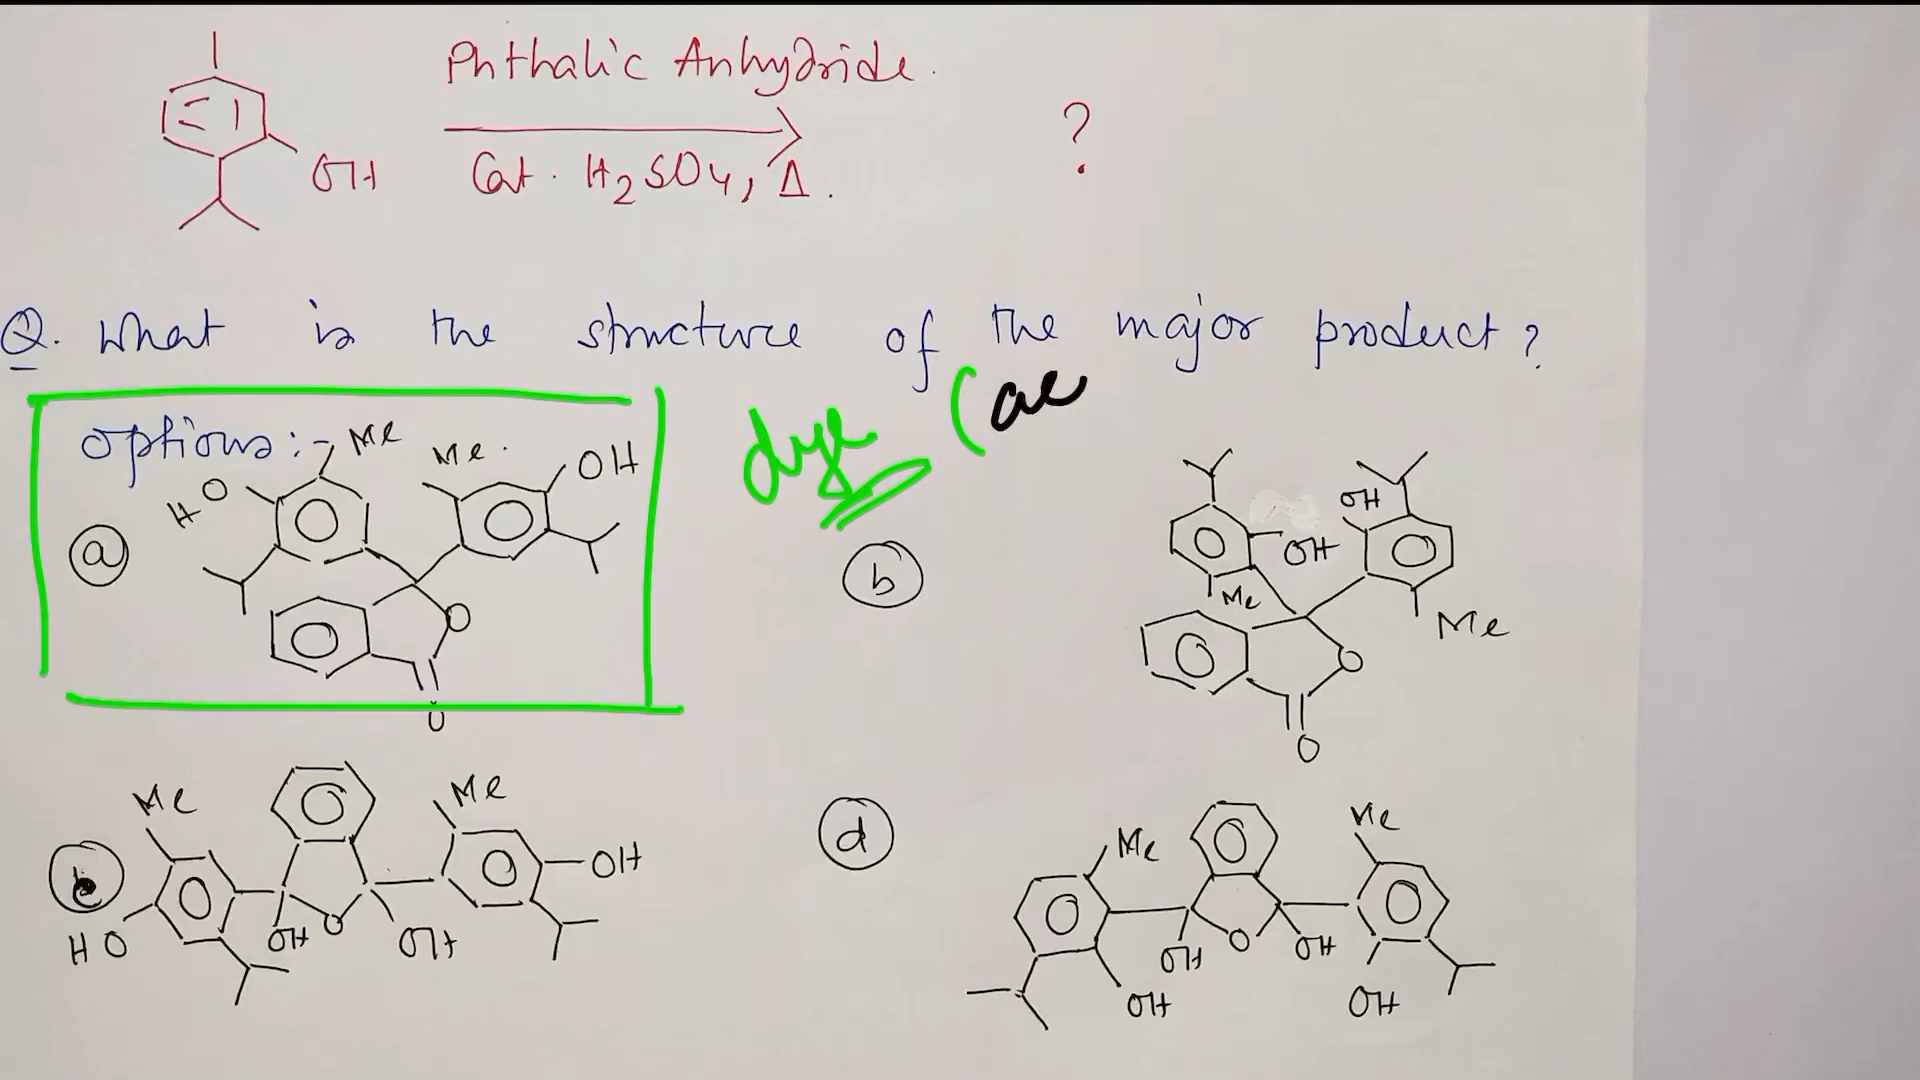 Phthalic Anhydride.
OH
Cat. H2SO4, Δ.
?
Q. What is the structure of the major product?
options:-
dye (ac
Me
Me.
HO
OH
a
O
O
b
OH
OH
Me
Me
O
O
c
Me
Me
OH
HO
OH
O
OH
d
Me
Me
OH
O
OH
OH
OH